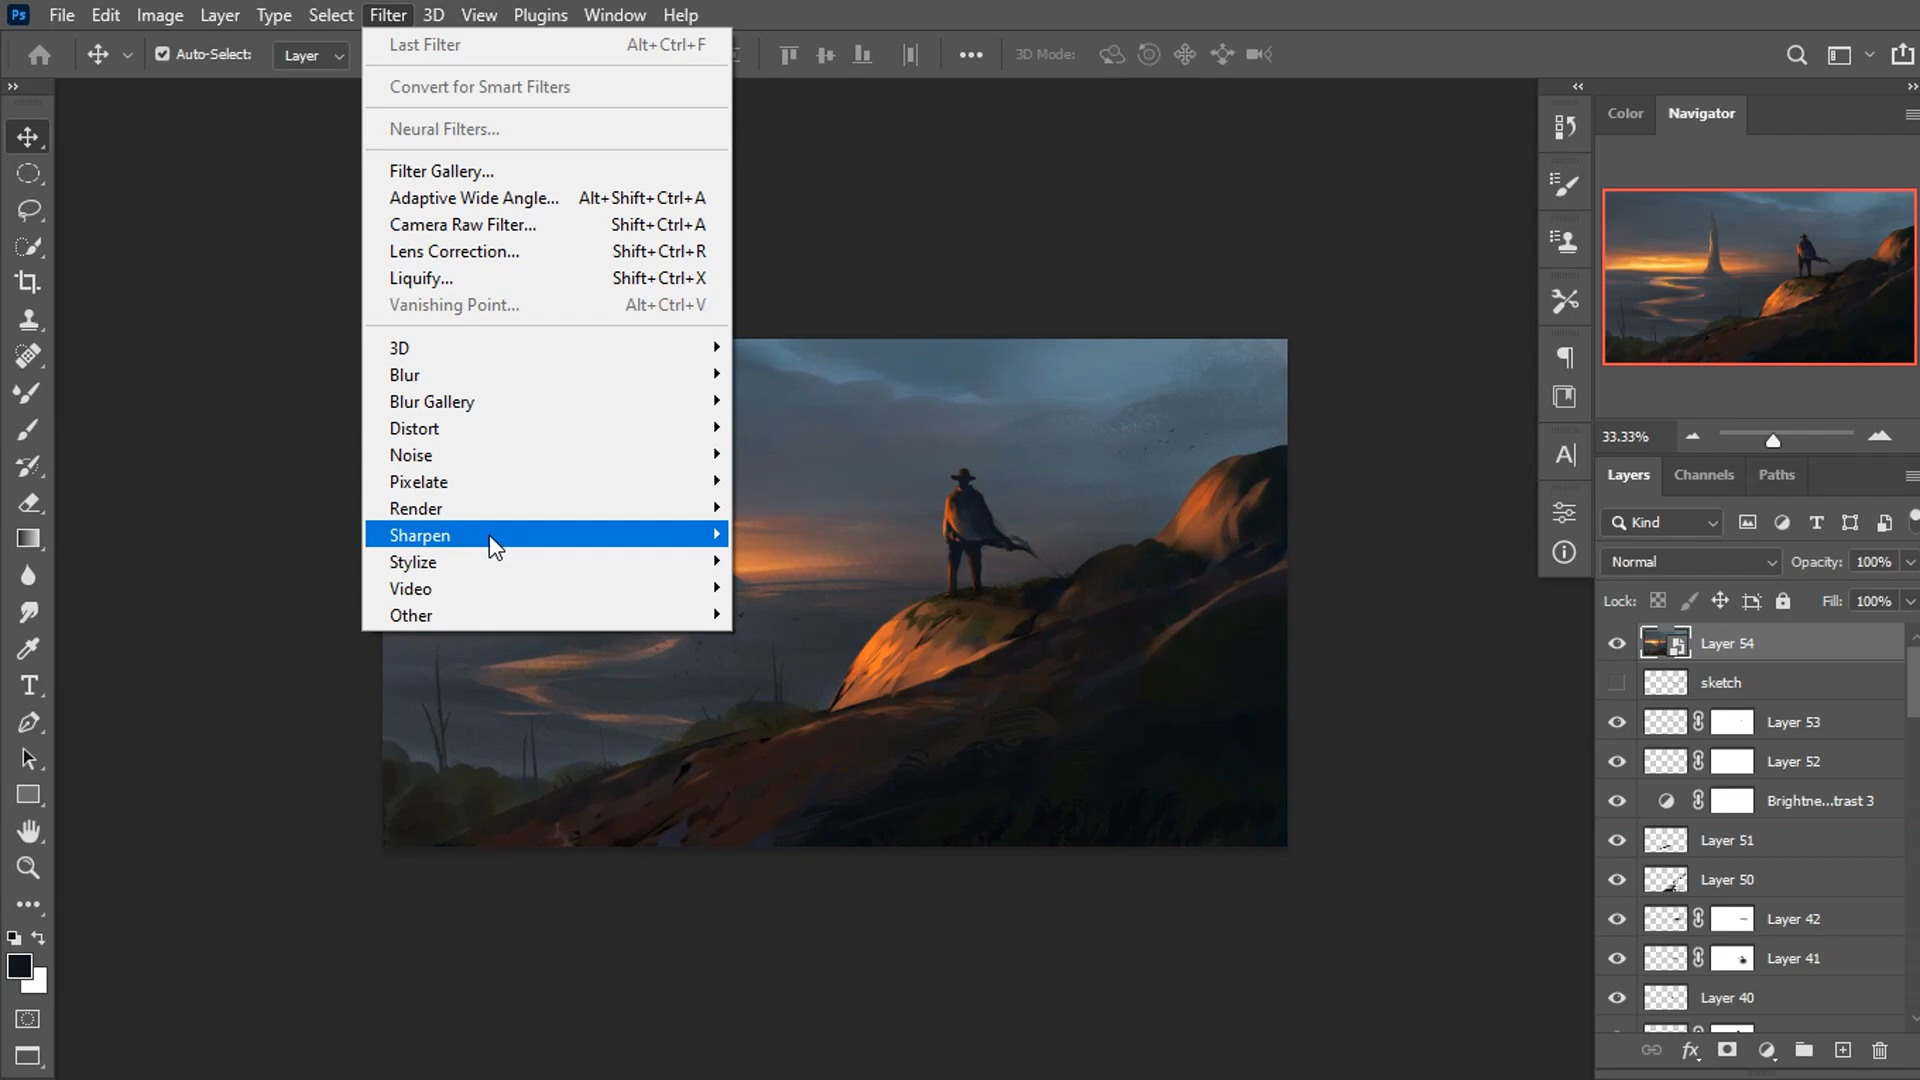 Ps File Edit Image Layer Type Select Filter 3D View Plugins Window Help
Auto-Select: Layer 3D Mode:
Last Filter Alt+Ctrl+F
Convert for Smart Filters
Neural Filters...
Filter Gallery...
Adaptive Wide Angle... Alt+Shift+Ctrl+A
Camera Raw Filter... Shift+Ctrl+A
Lens Correction... Shift+Ctrl+R
Liquify... Shift+Ctrl+X
Vanishing Point... Alt+Ctrl+V
3D
Blur
Blur Gallery
Distort
Noise
Pixelate
Render
Sharpen
Stylize
Video
Other
Color Navigator
33.33%
Layers Channels Paths
Kind
Normal Opacity: 100%
Lock: Fill: 100%
Layer 54
sketch
Layer 53
Layer 52
Brightne...trast 3
Layer 51
Layer 50
Layer 42
Layer 41
Layer 40
fx